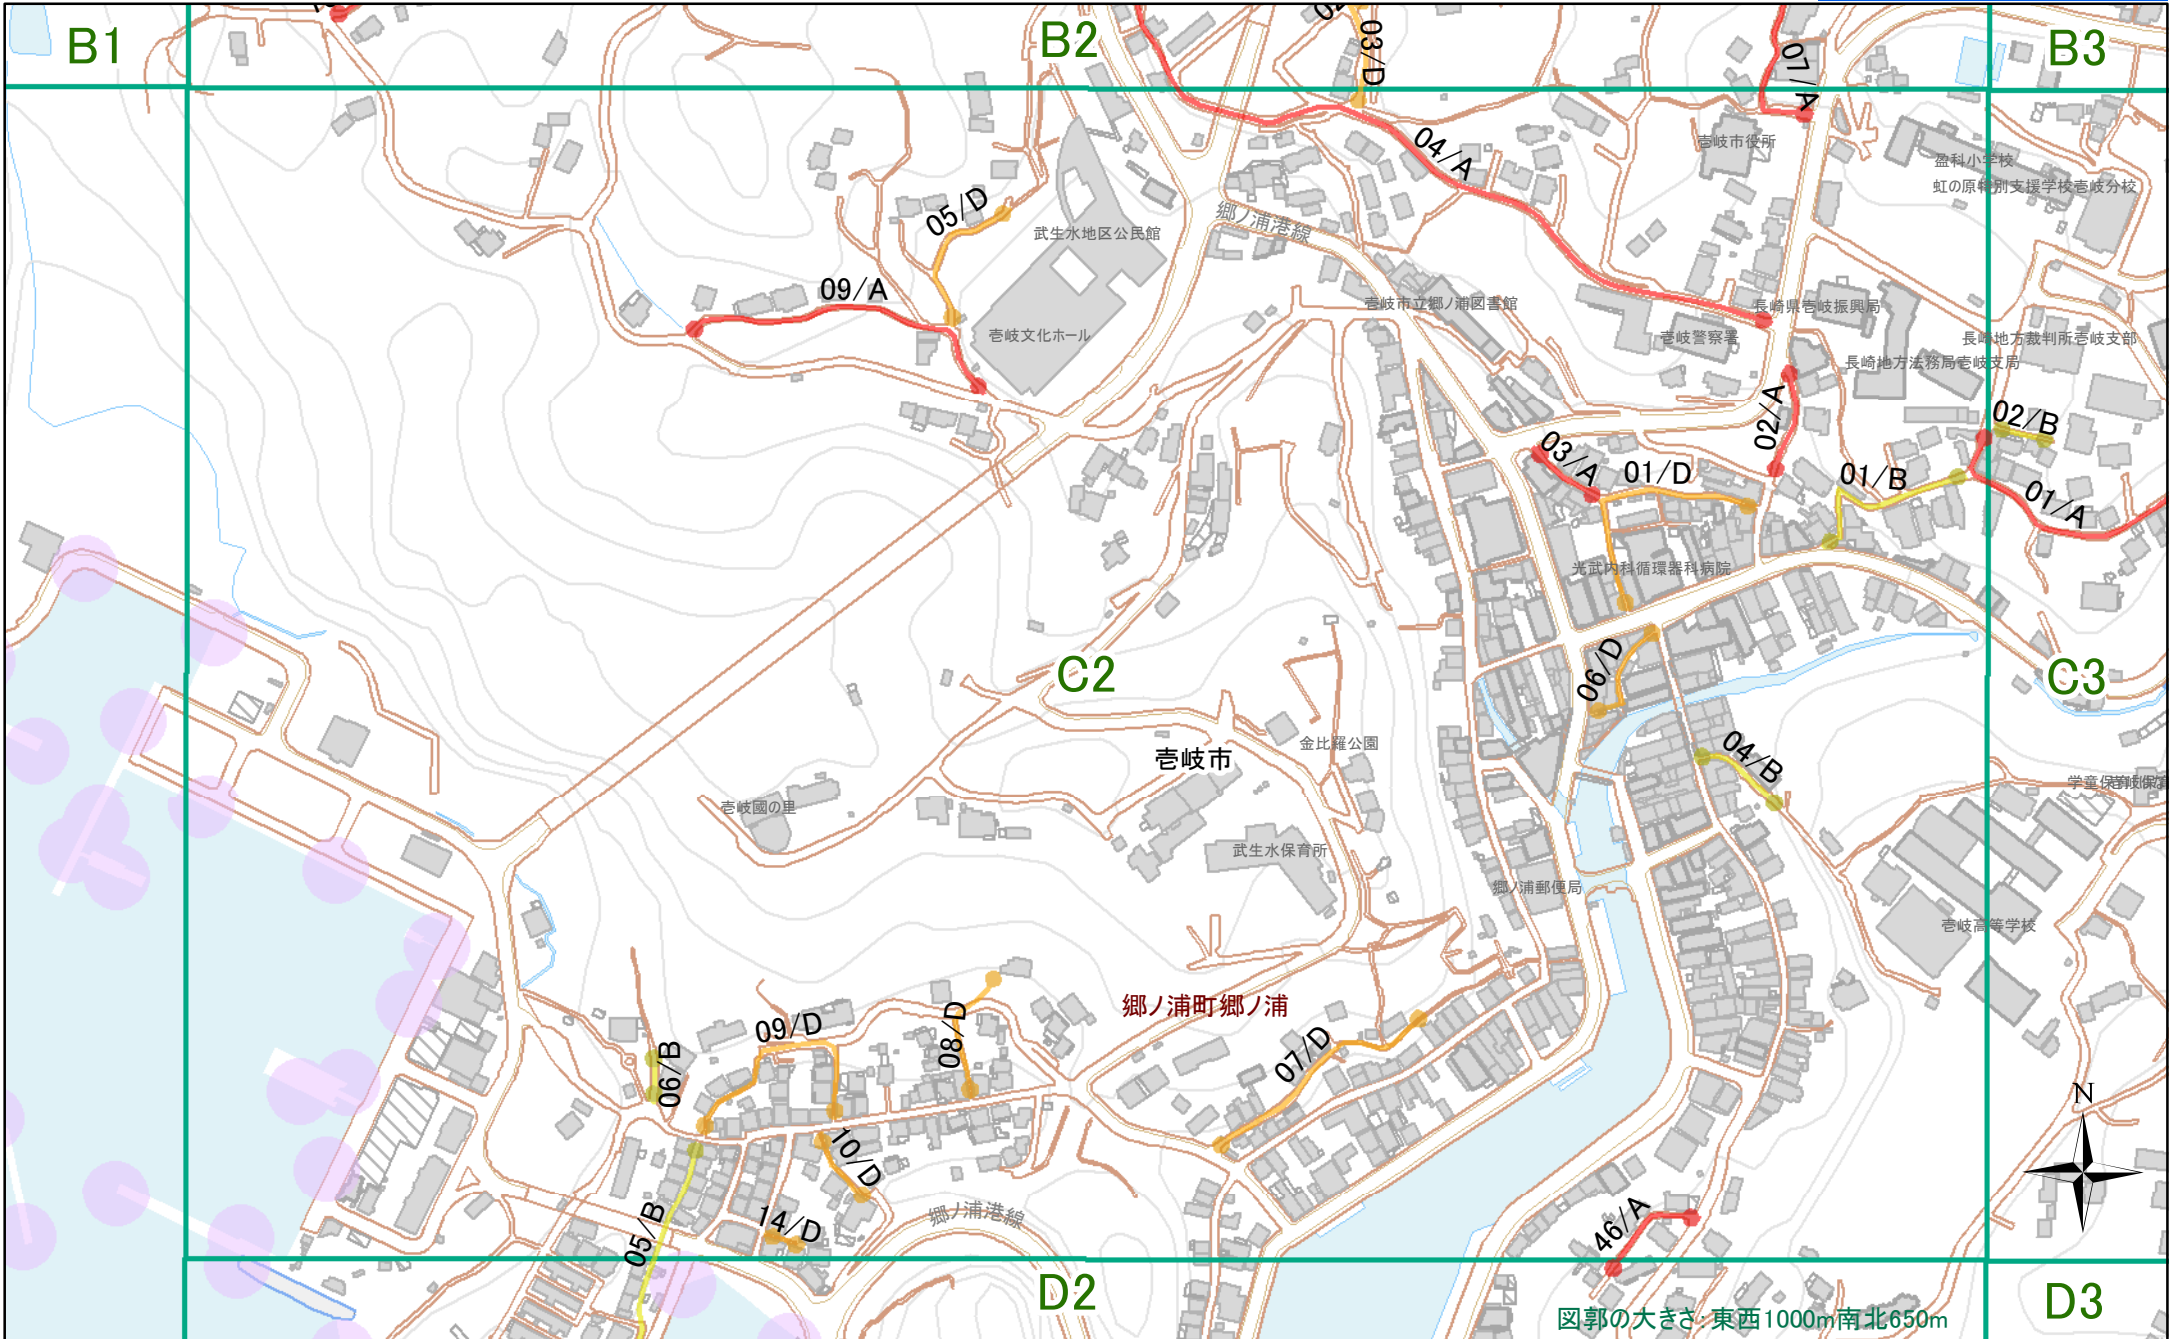 B1
B2
B3
03/D
07/A
04/A
壱岐市役所
盈科小学校
虹の原特別支援学校壱岐分校
05/D
武生水地区公民館
郷ノ浦港線
09/A
壱岐市立郷ノ浦図書館
長崎県壱岐振興局
壱岐文化ホール
壱岐警察署
長崎地方裁判所壱岐支部
長崎地方法務局壱岐支局
02/A
02/B
03/A
01/D
01/B
01/A
光武内科循環器科病院
06/D
C2
C3
金比羅公園
壱岐市
04/B
学童保育
壱岐國の里
武生水保育所
郷ノ浦郵便局
壱岐高等学校
郷ノ浦町郷ノ浦
09/D
08/D
07/D
06/B
10/D
N
05/B
14/D
郷ノ浦港線
46/A
D2
D3
図郭の大きさ:東西1000m南北650m